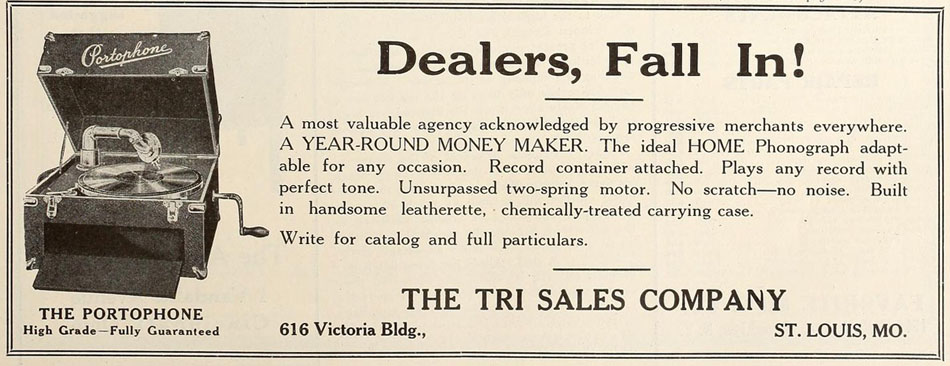 Portophone
Dealers, Fall In!
A most valuable agency acknowledged by progressive merchants everywhere.
A YEAR-ROUND MONEY MAKER. The ideal HOME Phonograph adapt-
able for any occasion. Record container attached. Plays any record with
perfect tone. Unsurpassed two-spring motor. No scratch—no noise. Built
in handsome leatherette, chemically-treated carrying case.
Write for catalog and full particulars.
THE PORTOPHONE
High Grade—Fully Guaranteed
THE TRI SALES COMPANY
616 Victoria Bldg., ST. LOUIS, MO.